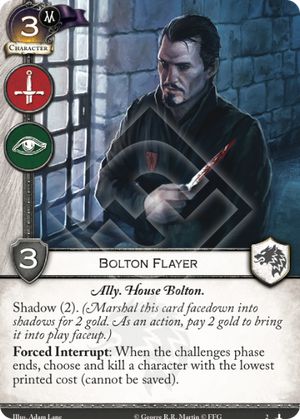 3
CHARACTER
3
BOLTON FLAYER
Ally. House Bolton.
Shadow (2). (Marshal this card facedown into
shadows for 2 gold. As an action, pay 2 gold to bring
it into play faceup.)
Forced Interrupt: When the challenges phase
ends, choose and kill a character with the lowest
printed cost (cannot be saved).
Illus. Adam Lane © George R.R. Martin © FFG 2